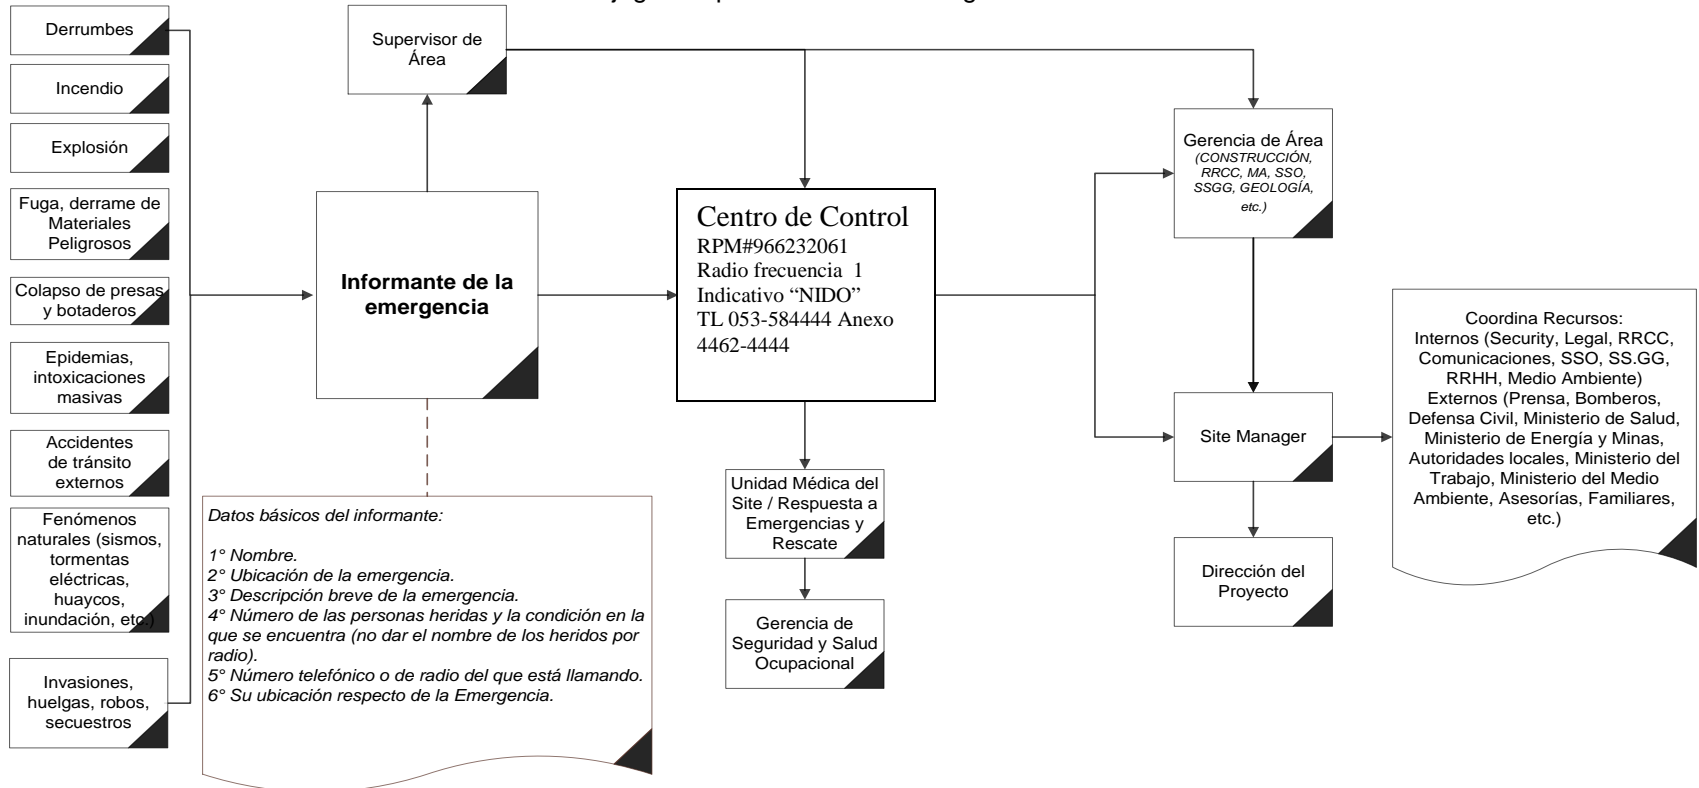 Derrumbes
Incendio
Explosión
Fuga, derrame de
Materiales
Peligrosos
Colapso de presas
y botaderos
Epidemias,
intoxicaciones
masivas
Accidentes
de tránsito
externos
Fenómenos
naturales (sismos,
tormentas
eléctricas,
huaycos,
inundación, etc.)
Invasiones,
huelgas, robos,
secuestros
Supervisor de
Área
Informante de la
emergencia
Datos básicos del informante:
1° Nombre.
2° Ubicación de la emergencia.
3° Descripción breve de la emergencia.
4° Número de las personas heridas y la condición en la
que se encuentra (no dar el nombre de los heridos por
radio).
5° Número telefónico o de radio del que está llamando.
6° Su ubicación respecto de la Emergencia.
Centro de Control
RPM#966232061
Radio frecuencia 1
Indicativo “NIDO”
TL 053-584444 Anexo
4462-4444
Unidad Médica del
Site / Respuesta a
Emergencias y
Rescate
Gerencia de
Seguridad y Salud
Ocupacional
Gerencia de Área
(CONSTRUCCIÓN,
RRCC, MA, SSO,
SSGG, GEOLOGÍA,
etc.)
Site Manager
Dirección del
Proyecto
Coordina Recursos:
Internos (Security, Legal, RRCC,
Comunicaciones, SSO, SS.GG,
RRHH, Medio Ambiente)
Externos (Prensa, Bomberos,
Defensa Civil, Ministerio de Salud,
Ministerio de Energía y Minas,
Autoridades locales, Ministerio del
Trabajo, Ministerio del Medio
Ambiente, Asesorías, Familiares,
etc.)